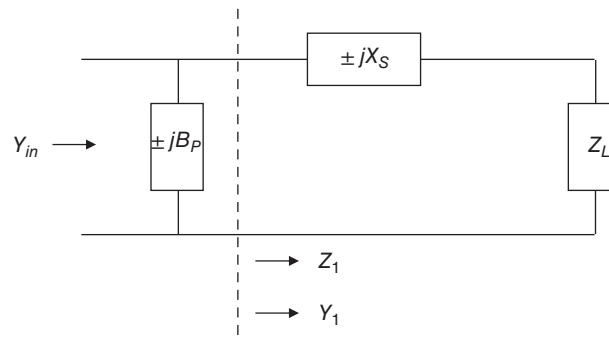 ± jX_S
Y_in
± jB_P
Z_L
Z_1
Y_1